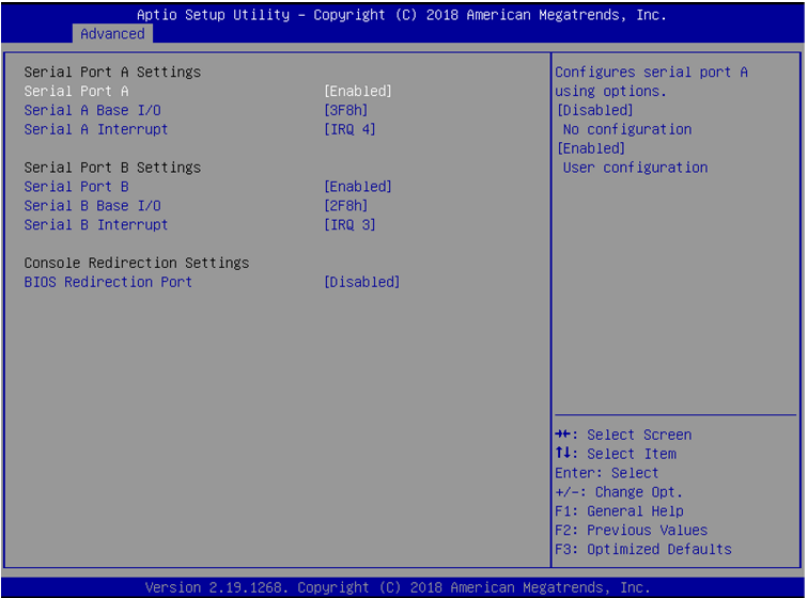 Aptio Setup Utility – Copyright (C) 2018 American Megatrends, Inc.
Advanced
Serial Port A Settings
Serial Port A [Enabled]
Serial A Base I/O [3F8h]
Serial A Interrupt [IRQ 4]
Serial Port B Settings
Serial Port B [Enabled]
Serial B Base I/O [2F8h]
Serial B Interrupt [IRQ 3]
Console Redirection Settings
BIOS Redirection Port [Disabled]
Configures serial port A
using options.
[Disabled]
No configuration
[Enabled]
User configuration
→←: Select Screen
↑↓: Select Item
Enter: Select
+/-: Change Opt.
F1: General Help
F2: Previous Values
F3: Optimized Defaults
Version 2.19.1268. Copyright (C) 2018 American Megatrends, Inc.